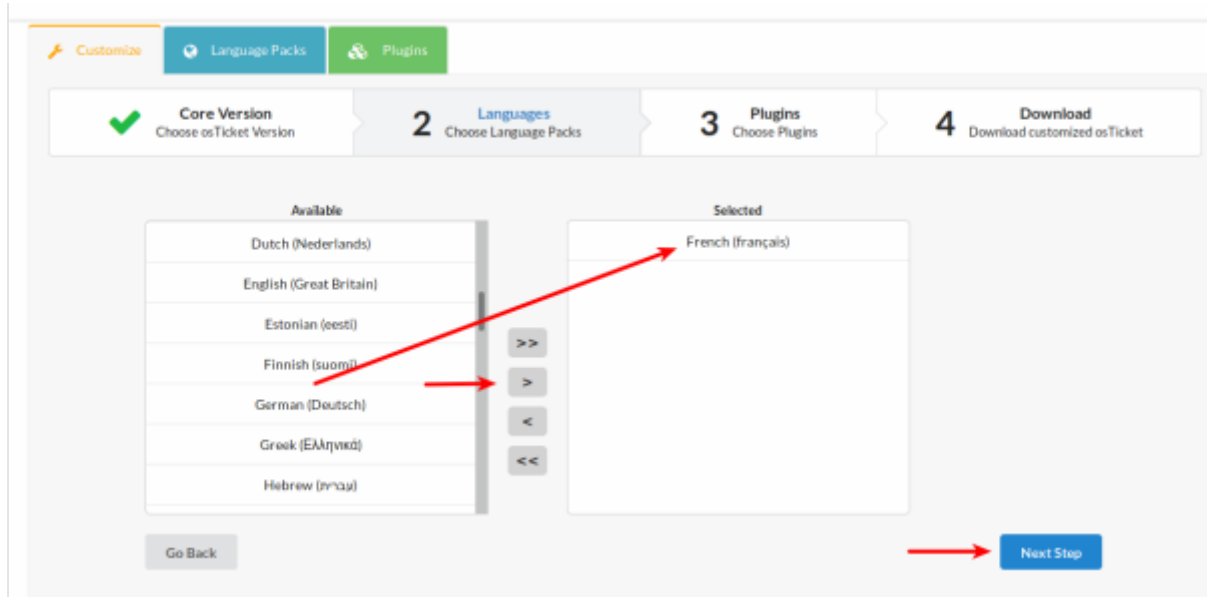 Customize
Language Packs
Plugins
Core Version
Choose osTicket Version
2
Languages
Choose Language Packs
3
Plugins
Choose Plugins
4
Download
Download customized osTicket
Available
Dutch (Nederlands)
English (Great Britain)
Estonian (eesti)
Finnish (suomi)
German (Deutsch)
Greek (Ελληνικά)
Hebrew (עברית)
>>
>
<
<<
Selected
French (français)
Go Back
Next Step